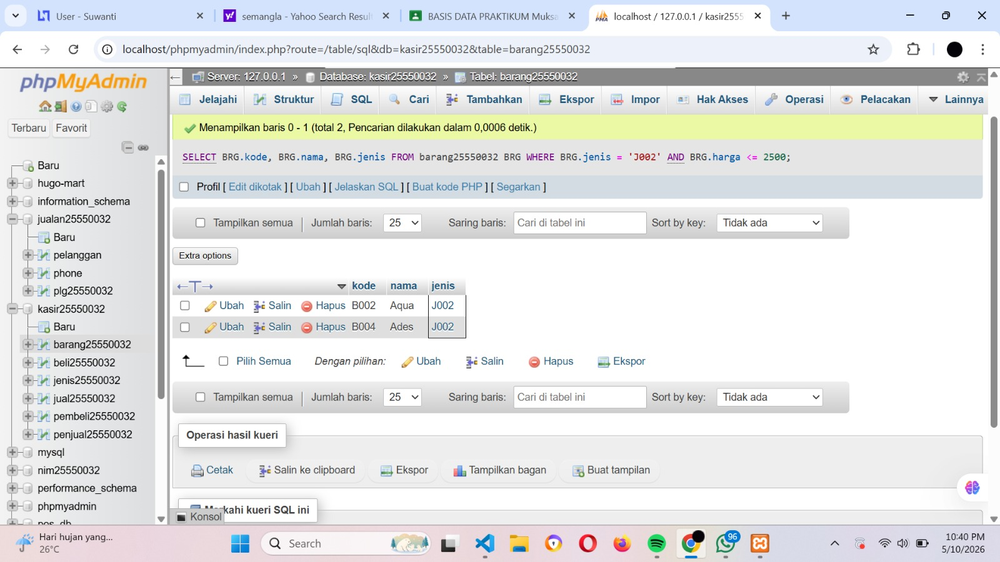 User - Suwanti
semangla - Yahoo Search Result
BASIS DATA PRAKTIKUM Muksa
localhost / 127.0.0.1 / kasir2555
localhost/phpmyadmin/index.php?route=/table/sql&db=kasir25550032&table=barang25550032
phpMyAdmin
Terbaru Favorit
Baru
hugo-mart
information_schema
jualan25550032
Baru
pelanggan
phone
plg25550032
kasir25550032
Baru
barang25550032
beli25550032
jenis25550032
jual25550032
pembeli25550032
penjual25550032
mysql
nim25550032
performance_schema
phpmyadmin
pos_db
Server: 127.0.0.1 » Database: kasir25550032 » Tabel: barang25550032
Jelajahi Struktur SQL Cari Tambahkan Ekspor Impor Hak Akses Operasi Pelacakan Lainnya
Menampilkan baris 0 - 1 (total 2, Pencarian dilakukan dalam 0,0006 detik.)
SELECT BRG.kode, BRG.nama, BRG.jenis FROM barang25550032 BRG WHERE BRG.jenis = 'J002' AND BRG.harga <= 2500;
Profil [ Edit dikotak ] [ Ubah ] [ Jelaskan SQL ] [ Buat kode PHP ] [ Segarkan ]
Tampilkan semua Jumlah baris: 25 Saring baris: Cari di tabel ini Sort by key: Tidak ada
Extra options
kode nama jenis
Ubah Salin Hapus B002 Aqua J002
Ubah Salin Hapus B004 Ades J002
Pilih Semua Dengan pilihan: Ubah Salin Hapus Ekspor
Tampilkan semua Jumlah baris: 25 Saring baris: Cari di tabel ini Sort by key: Tidak ada
Operasi hasil kueri
Cetak Salin ke clipboard Ekspor Tampilkan bagan Buat tampilan
kahi kueri SQL ini
Konsol
Hari hujan yang...
26°C
Search
96
10:40 PM
5/10/2026